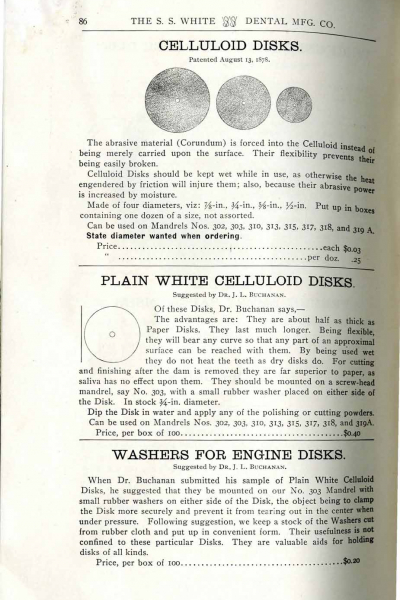 86 THE S. S. WHITE DENTAL MFG. CO.
CELLULOID DISKS.
Patented August 13, 1878.
The abrasive material (Corundum) is forced into the Celluloid instead of
being merely carried upon the surface. Their flexibility prevents their
being easily broken.
Celluloid Disks should be kept wet while in use, as otherwise the heat
engendered by friction will injure them; also, because their abrasive power
is increased by moisture.
Made of four diameters, viz: ⅞-in., ¾-in., ⅝-in., ½-in. Put up in boxes
containing one dozen of a size, not assorted.
Can be used on Mandrels Nos. 302, 303, 310, 313, 315, 317, 318, and 319 A.
State diameter wanted when ordering.
Price......................................................each $0.03
" ......................................................per doz. .25
PLAIN WHITE CELLULOID DISKS.
Suggested by DR. J. L. BUCHANAN.
Of these Disks, Dr. Buchanan says,—
The advantages are: They are about half as thick as
Paper Disks. They last much longer. Being flexible,
they will bear any curve so that any part of an approximal
surface can be reached with them. By being used wet
they do not heat the teeth as dry disks do. For cutting
and finishing after the dam is removed they are far superior to paper, as
saliva has no effect upon them. They should be mounted on a screw-head
mandrel, say No. 303, with a small rubber washer placed on either side of
the Disk. In stock ¾-in. diameter.
Dip the Disk in water and apply any of the polishing or cutting powders.
Can be used on Mandrels Nos. 302, 303, 310, 313, 315, 317, 318, and 319A.
Price, per box of 100..........................................$0.40
WASHERS FOR ENGINE DISKS.
Suggested by DR. J. L. BUCHANAN.
When Dr. Buchanan submitted his sample of Plain White Celluloid
Disks, he suggested that they be mounted on our No. 303 Mandrel with
small rubber washers on either side of the Disk, the object being to clamp
the Disk more securely and prevent it from tearing out in the center when
under pressure. Following suggestion, we keep a stock of the Washers cut
from rubber cloth and put up in convenient form. Their usefulness is not
confined to these particular Disks. They are valuable aids for holding
disks of all kinds.
Price, per box of 100..........................................$0.20